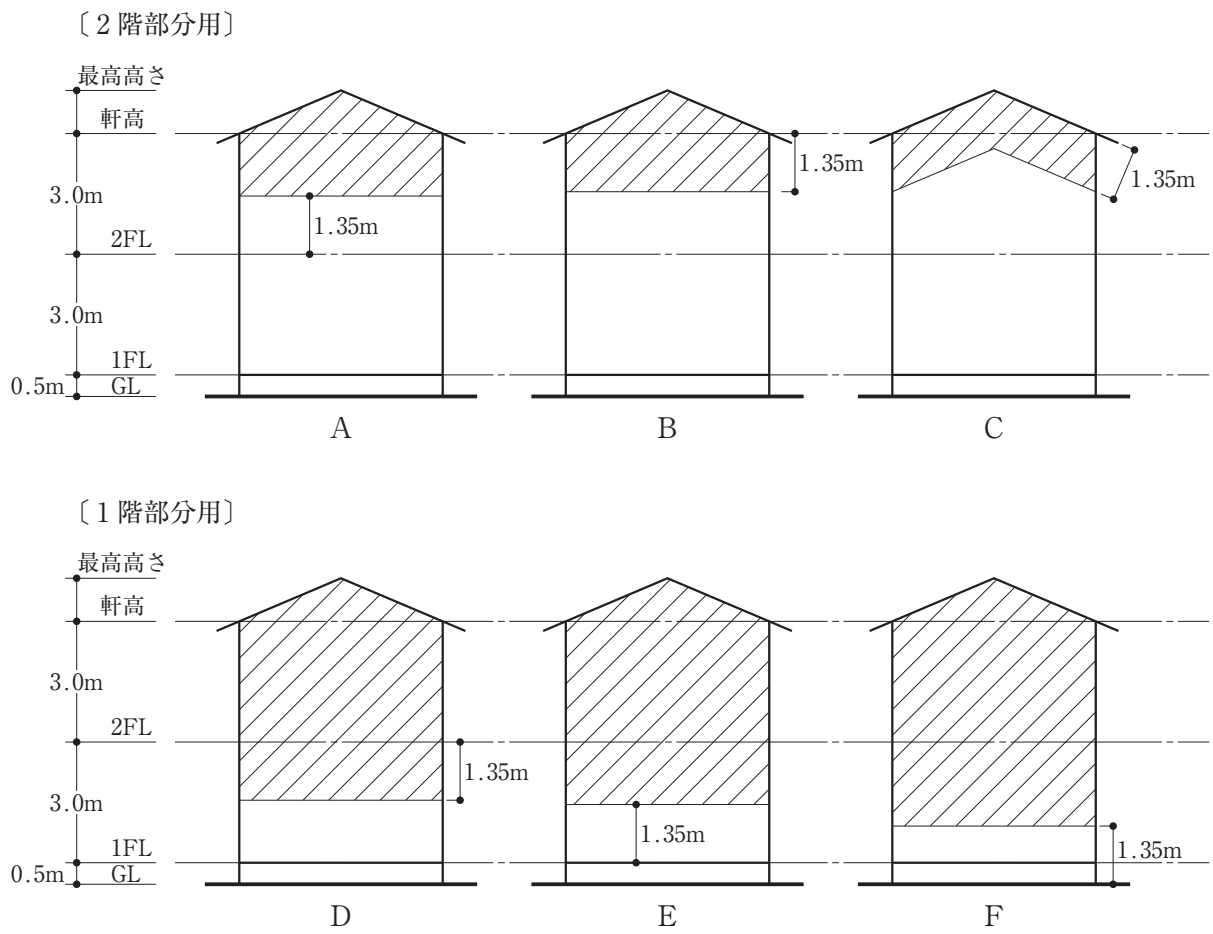 〔2階部分用〕
最高高さ
軒高
3.0m
2FL
3.0m
1FL
0.5m
GL
1.35m
1.35m
1.35m
A
B
C
〔1階部分用〕
最高高さ
軒高
3.0m
2FL
3.0m
1FL
0.5m
GL
1.35m
1.35m
1.35m
D
E
F